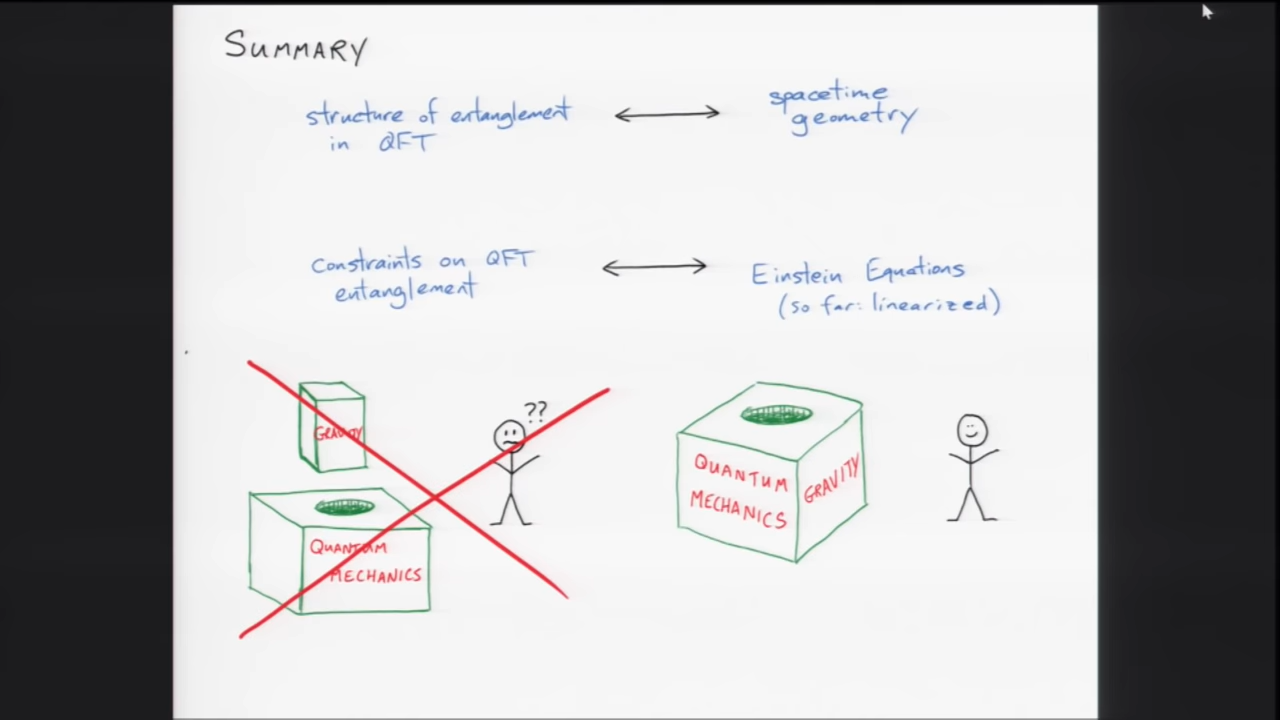 SUMMARY
structure of entanglement
in QFT
spacetime
geometry
constraints on QFT
entanglement
Einstein Equations
(so far: linearized)
GRAVITY
??
QUANTUM
MECHANICS
QUANTUM
MECHANICS
GRAVITY